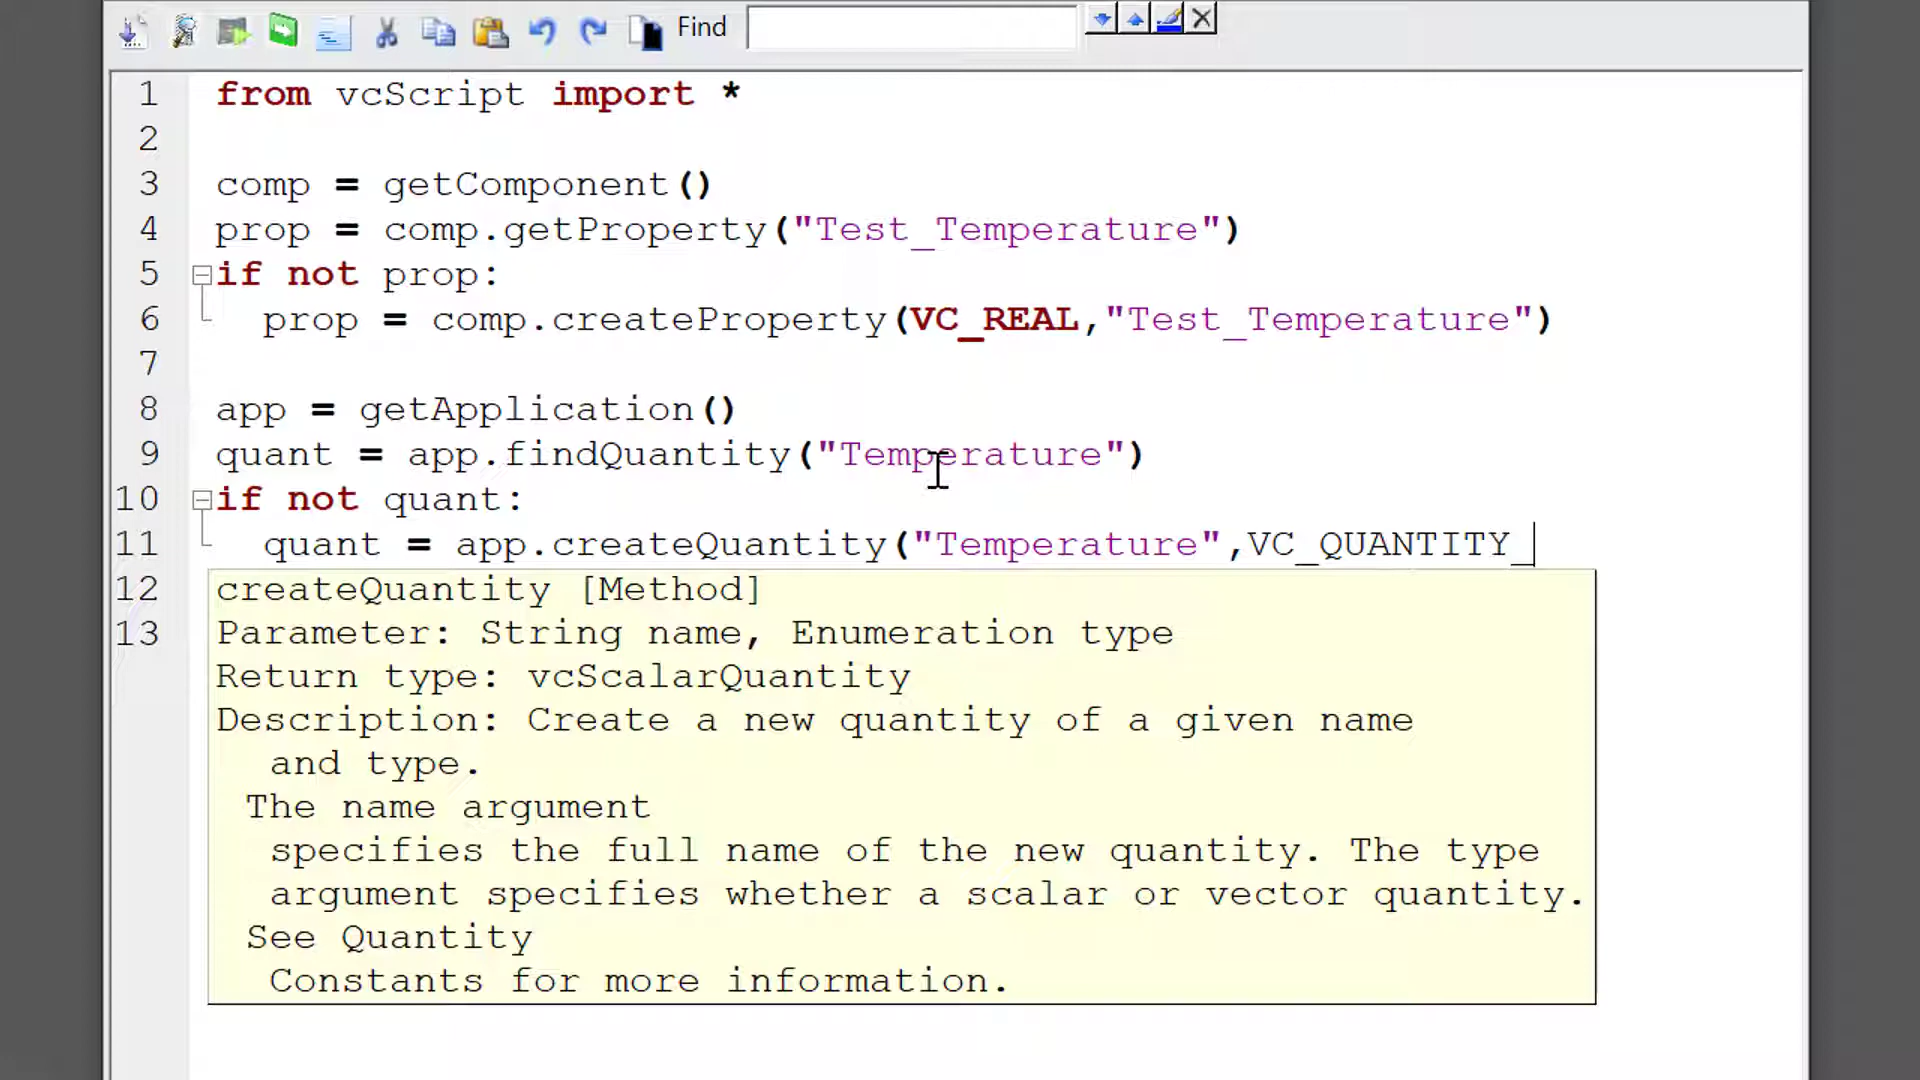 Find
1 from vcScript import *
2
3 comp = getComponent()
4 prop = comp.getProperty("Test_Temperature")
5 if not prop:
6 prop = comp.createProperty(VC_REAL,"Test_Temperature")
7
8 app = getApplication()
9 quant = app.findQuantity("Temperature")
10 if not quant:
11 quant = app.createQuantity("Temperature",VC_QUANTITY_
12 createQuantity [Method]
13 Parameter: String name, Enumeration type
Return type: vcScalarQuantity
Description: Create a new quantity of a given name
and type.
The name argument
specifies the full name of the new quantity. The type
argument specifies whether a scalar or vector quantity.
See Quantity
Constants for more information.